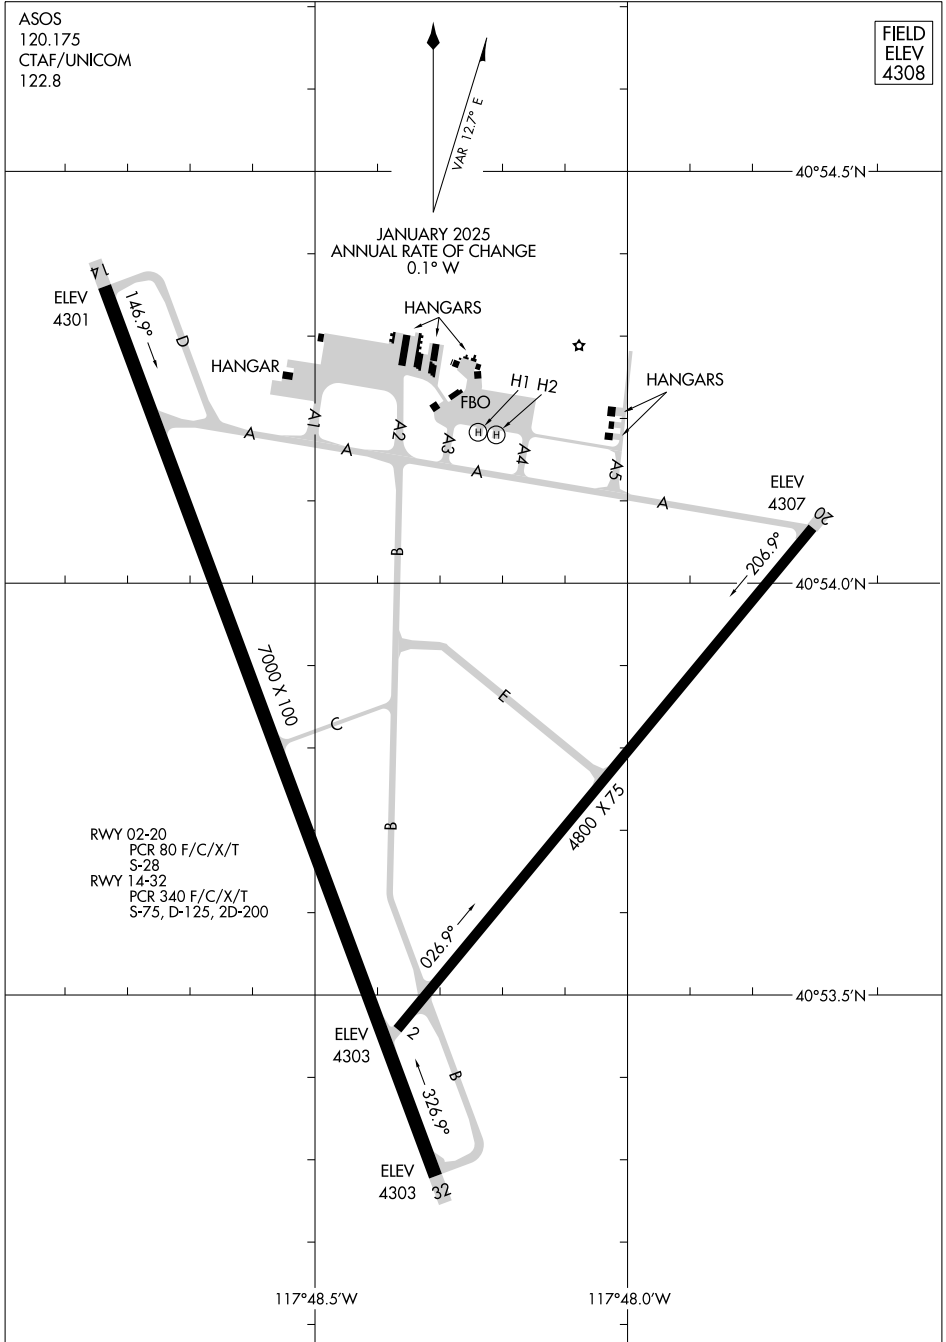 ASOS
120.175
CTAF/UNICOM
122.8
FIELD
ELEV
4308
VAR 12.7° E
40°54.5'N
JANUARY 2025
ANNUAL RATE OF CHANGE
0.1° W
14
ELEV
4301
146.9°
D
HANGARS
HANGAR
H1 H2
HANGARS
FBO
H
H
A
A1
A
A2
A3
A
A4
A5
A
ELEV
4307
20
206.9°
B
40°54.0'N
7000 X 100
E
C
4800 X 75
B
RWY 02-20
PCR 80 F/C/X/T
S-28
RWY 14-32
PCR 340 F/C/X/T
S-75, D-125, 2D-200
026.9°
40°53.5'N
ELEV
4303
2
B
326.9°
ELEV
4303
32
117°48.5'W
117°48.0'W